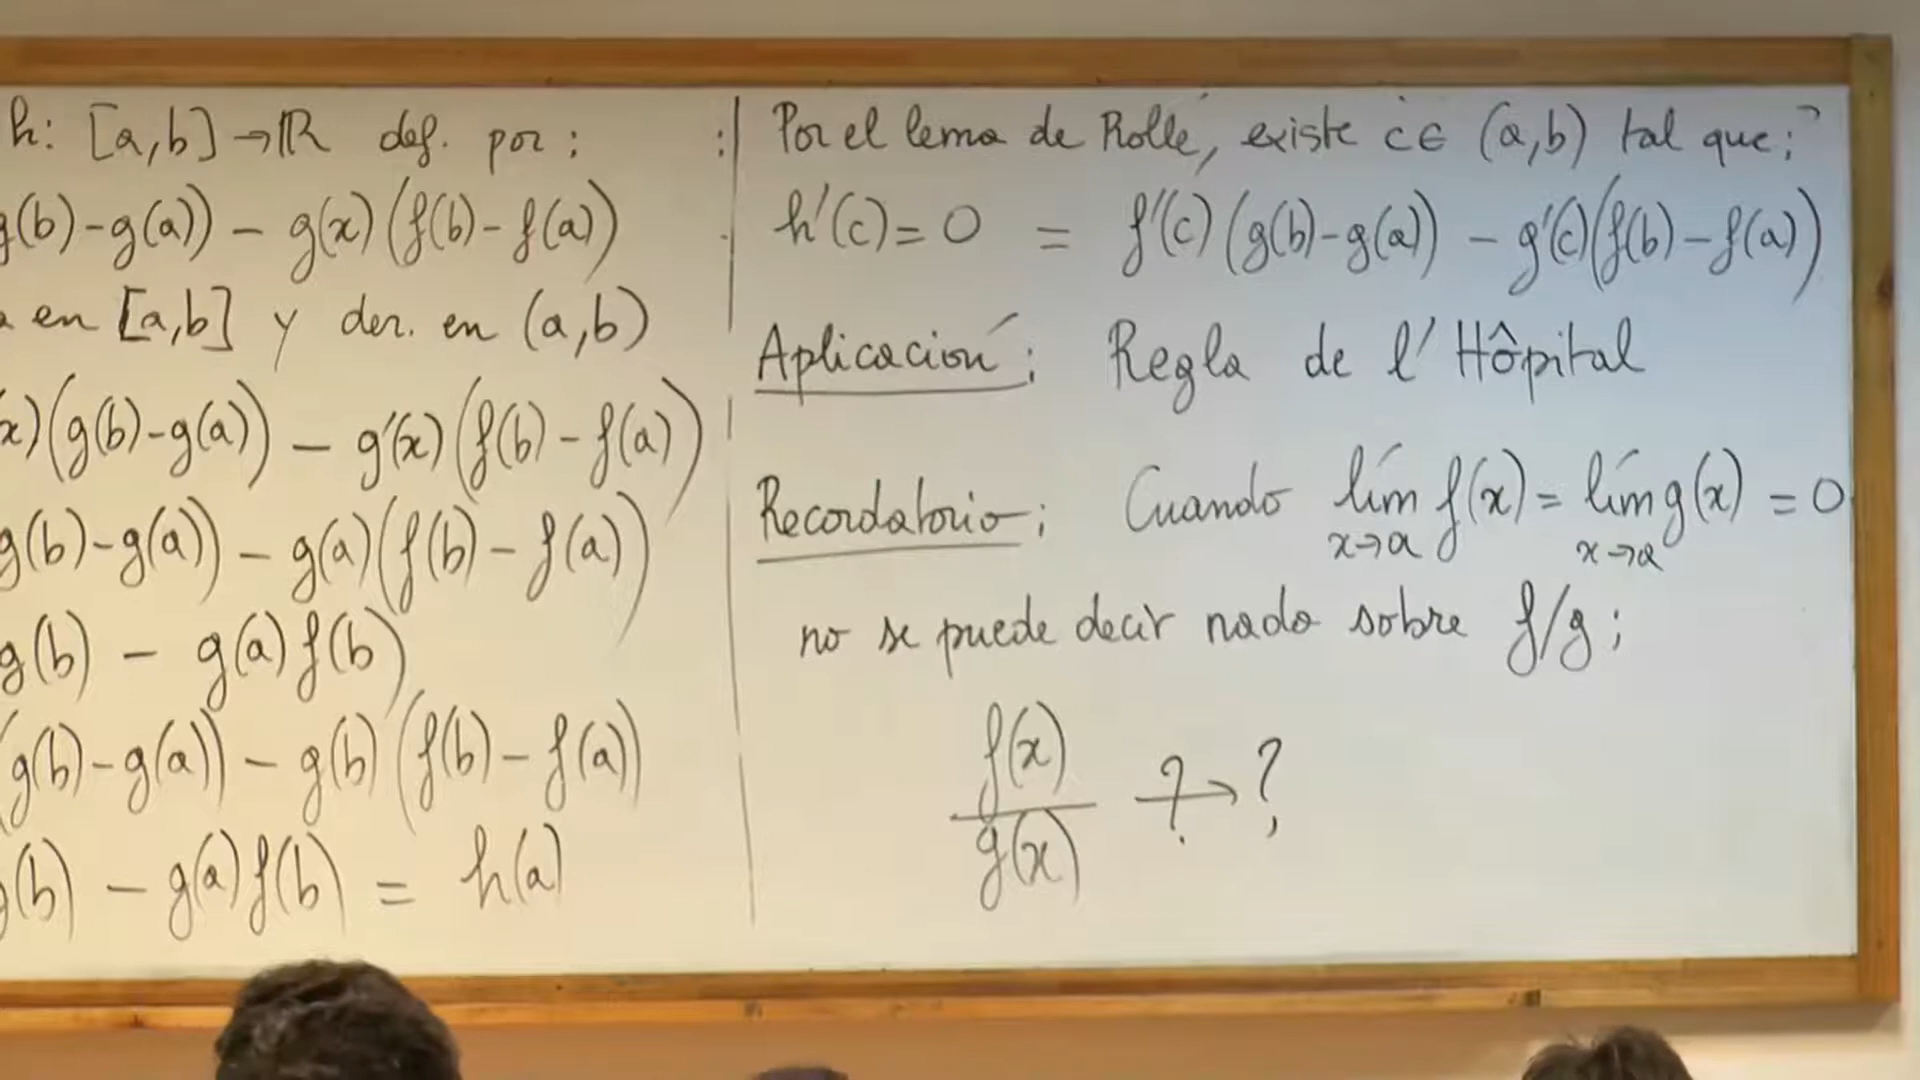 h: [a,b] → ℝ def. por :
g(b)-g(a)) - g(x) (f(b)-f(a))
en [a,b] y der. en (a,b)
x)(g(b)-g(a)) - g'(x) (f(b)-f(a))
g(b)-g(a)) - g(a)(f(b)-f(a))
g(b) - g(a)f(b)
(g(b)-g(a)) - g(b) (f(b)-f(a))
g(b) - g(a)f(b) = h(a)
Por el lema de Rolle, existe c ∈ (a,b) tal que:
h'(c) = 0 = f'(c) (g(b)-g(a)) - g'(c)(f(b)-f(a))
Aplicación: Regla de l'Hôpital
Recordatorio: Cuando lím f(x) = lím g(x) = 0
x→a x→a
no se puede decir nada sobre f/g;
f(x)
/ g(x) ?→ ?